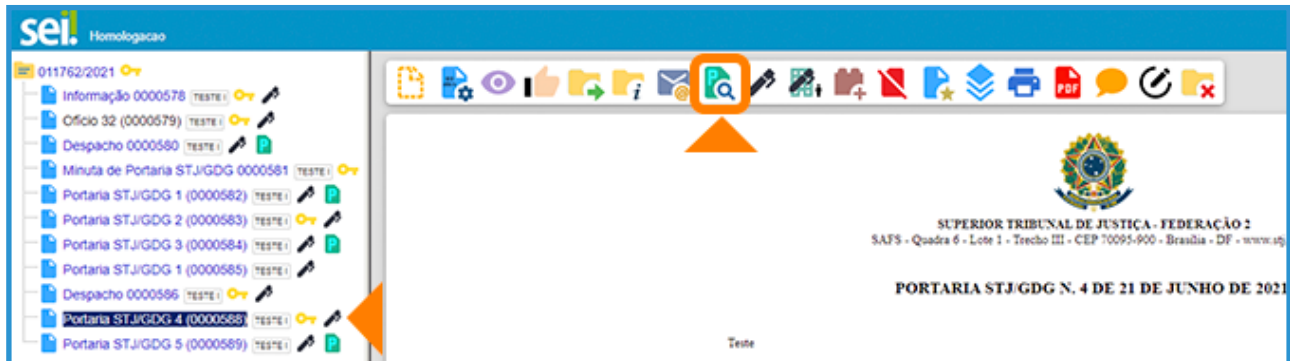 sei! Homologacao
011762/2021
Informação 0000578 TESTE I
Ofício 32 (0000579) TESTE I
Despacho 0000580 TESTE I
Minuta de Portaria STJ/GDG 0000581 TESTE I
Portaria STJ/GDG 1 (0000582) TESTE I
Portaria STJ/GDG 2 (0000583) TESTE I
Portaria STJ/GDG 3 (0000584) TESTE I
Portaria STJ/GDG 1 (0000585) TESTE I
Despacho 0000586 TESTE I
Portaria STJ/GDG 4 (0000588) TESTE I
Portaria STJ/GDG 5 (0000589) TESTE I
PDF
SUPERIOR TRIBUNAL DE JUSTIÇA - FEDERAÇÃO 2
SAFS - Quadra 6 - Lote 1 - Trecho III - CEP 70095-900 - Brasília - DF - www.stj
PORTARIA STJ/GDG N. 4 DE 21 DE JUNHO DE 2021
Teste